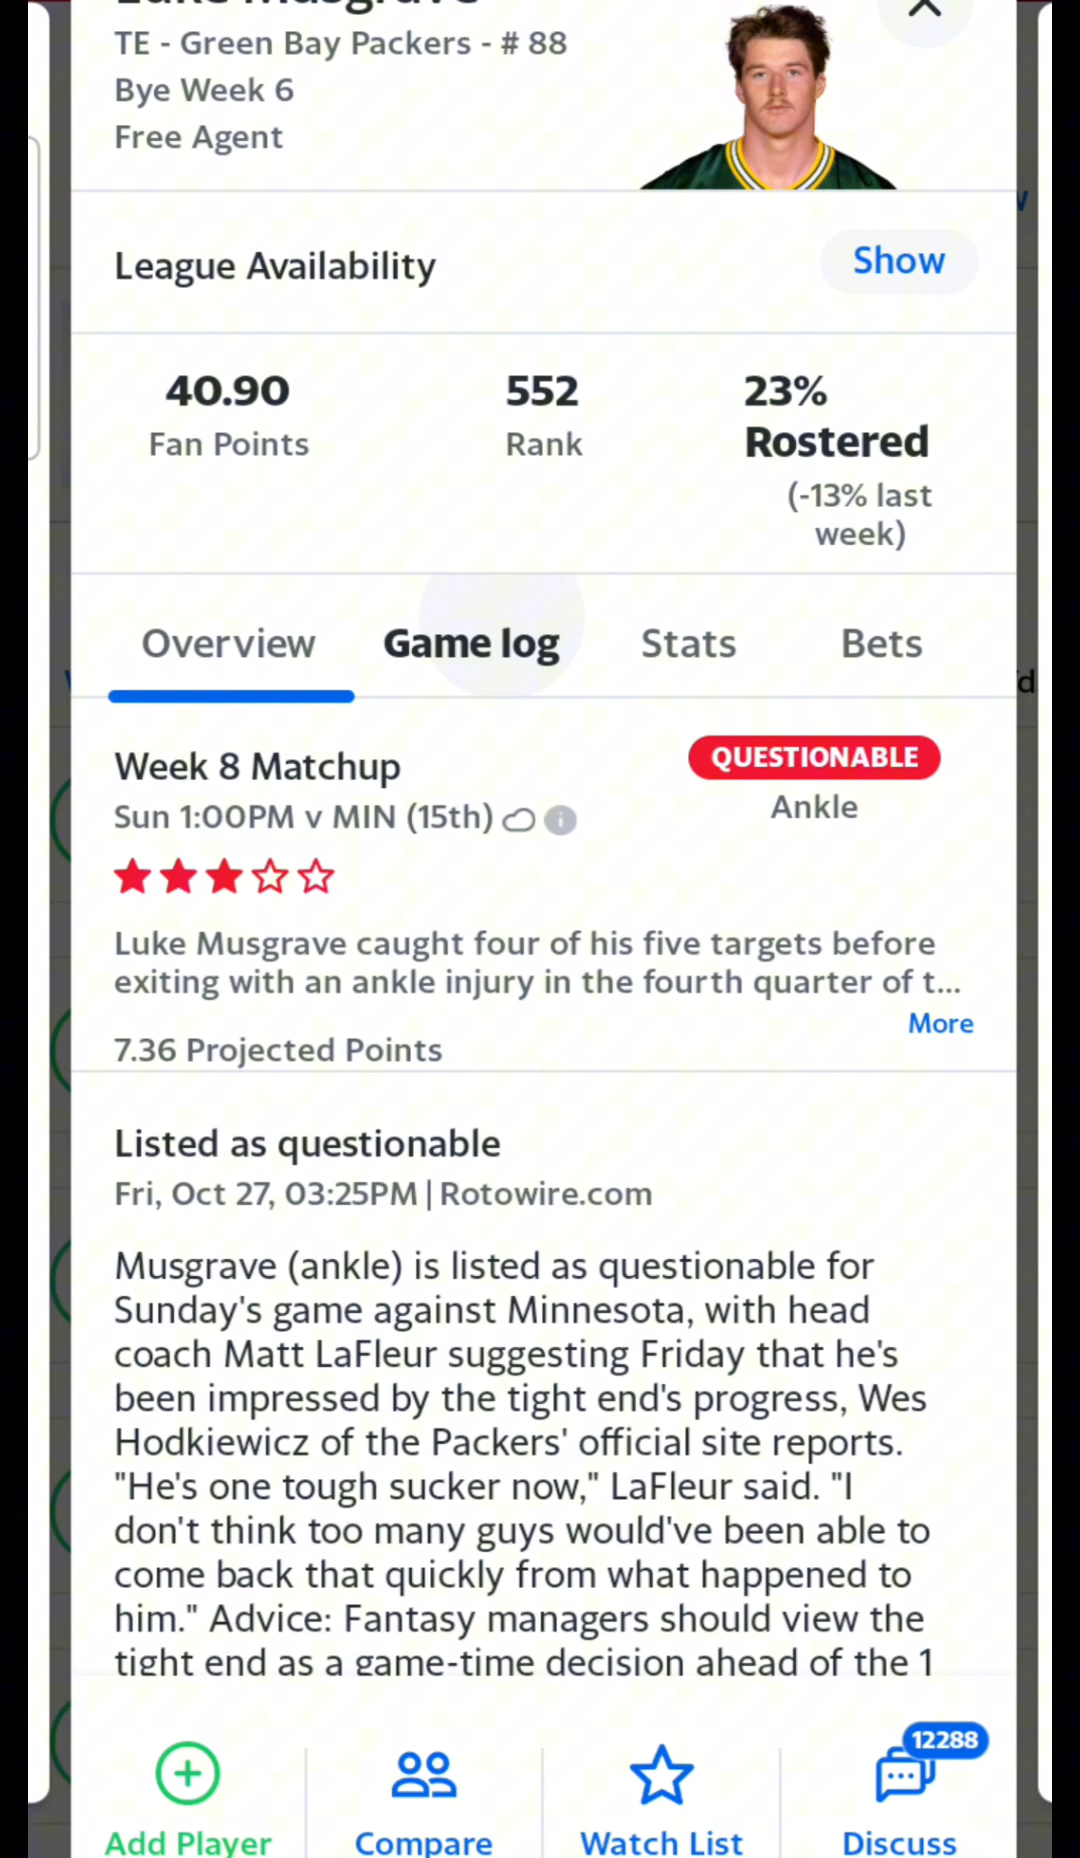 Luke Musgrave
TE - Green Bay Packers - # 88
Bye Week 6
Free Agent
League Availability
Show
40.90
Fan Points
552
Rank
23%
Rostered
(-13% last
week)
Overview
Game log
Stats
Bets
Week 8 Matchup
QUESTIONABLE
Sun 1:00PM v MIN (15th)
Ankle
Luke Musgrave caught four of his five targets before
exiting with an ankle injury in the fourth quarter of t...
More
7.36 Projected Points
Listed as questionable
Fri, Oct 27, 03:25PM | Rotowire.com
Musgrave (ankle) is listed as questionable for
Sunday's game against Minnesota, with head
coach Matt LaFleur suggesting Friday that he's
been impressed by the tight end's progress, Wes
Hodkiewicz of the Packers' official site reports.
"He's one tough sucker now," LaFleur said. "I
don't think too many guys would've been able to
come back that quickly from what happened to
him." Advice: Fantasy managers should view the
tight end as a game-time decision ahead of the 1
12288
Add Player
Compare
Watch List
Discuss